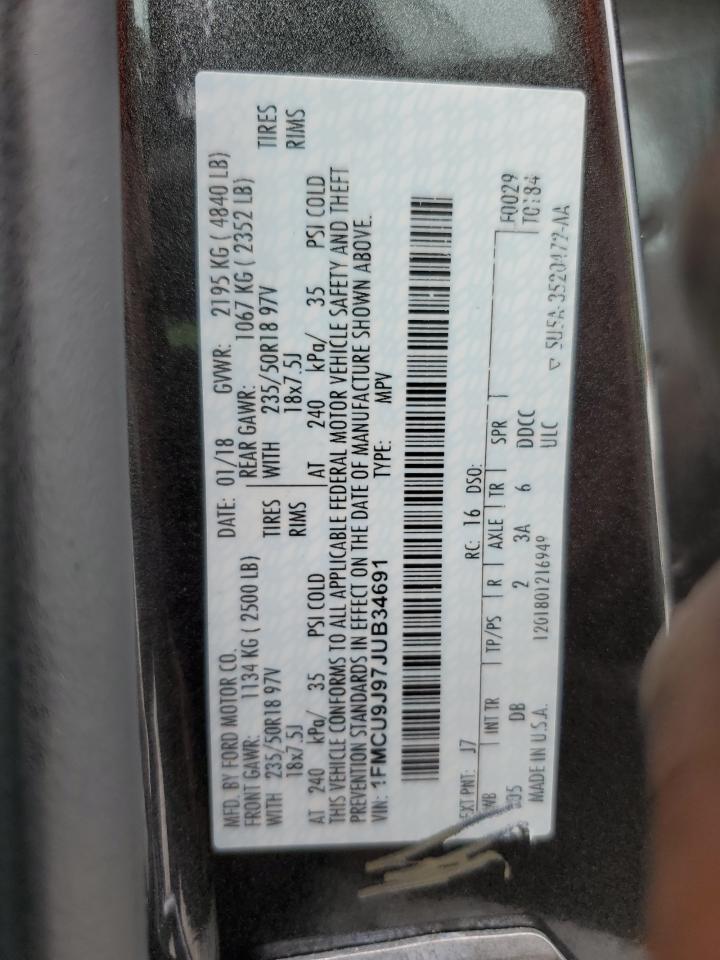 MFD. BY FORD MOTOR CO.
DATE: 01/18 GVWR: 2195 KG ( 4840 LB)
FRONT GAWR: 1134 KG ( 2500 LB) REAR GAWR: 1067 KG ( 2352 LB)
WITH 235/50R18 97V TIRES WITH 235/50R18 97V TIRES
18x7.5J RIMS 18x7.5J RIMS
AT 240 kPa/ 35 PSI COLD AT 240 kPa/ 35 PSI COLD
THIS VEHICLE CONFORMS TO ALL APPLICABLE FEDERAL MOTOR VEHICLE SAFETY AND THEFT
PREVENTION STANDARDS IN EFFECT ON THE DATE OF MANUFACTURE SHOWN ABOVE.
VIN: 1FMCU9J97JUB34691 TYPE: MPV
EXT PNT: J7 RC: 16 DSO:
WB INT TR TP/PS R AXLE TR SPR F0029
DB 2 3A 6 DDCC T0184
ULC
MADE IN U.S.A. 1201801216949 5U5A-3520472-AA